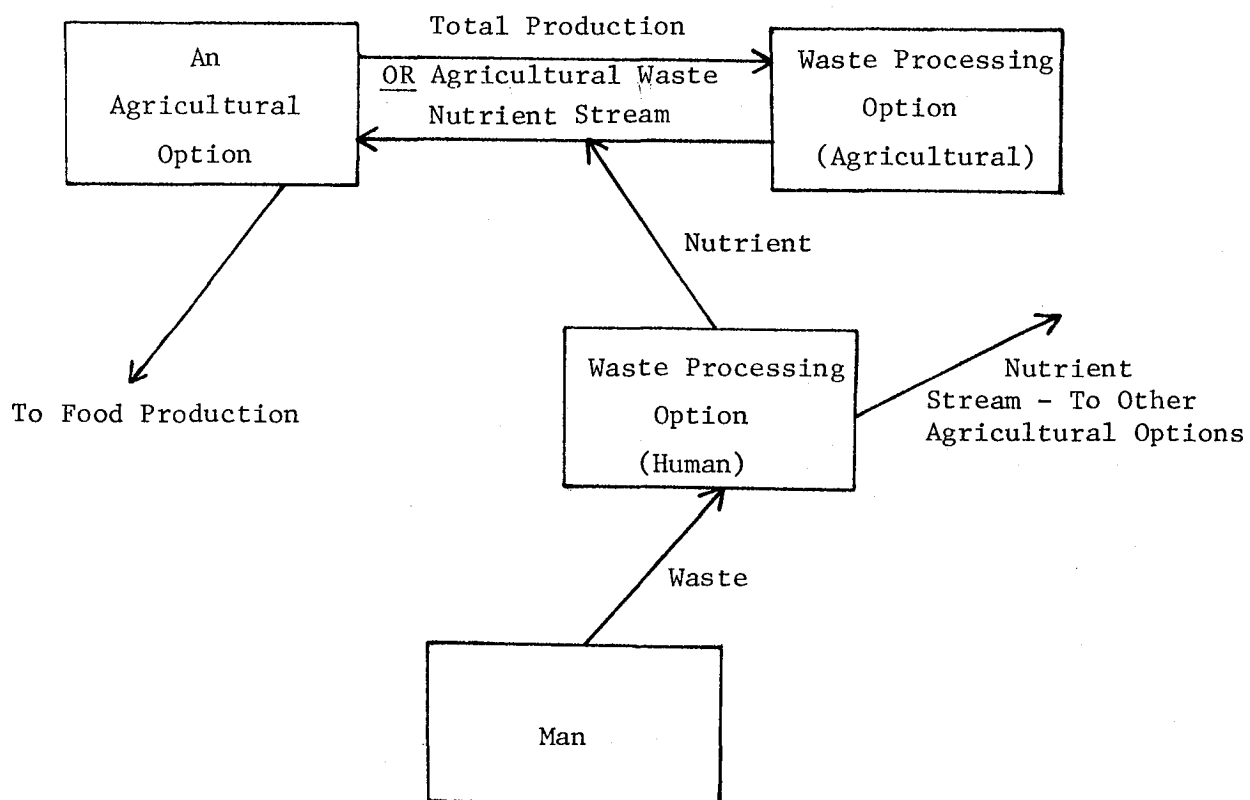 An
Agricultural
Option
Total Production
OR Agricultural Waste
Nutrient Stream
Waste Processing
Option
(Agricultural)
Nutrient
To Food Production
Waste Processing
Option
(Human)
Nutrient
Stream - To Other
Agricultural Options
Waste
Man